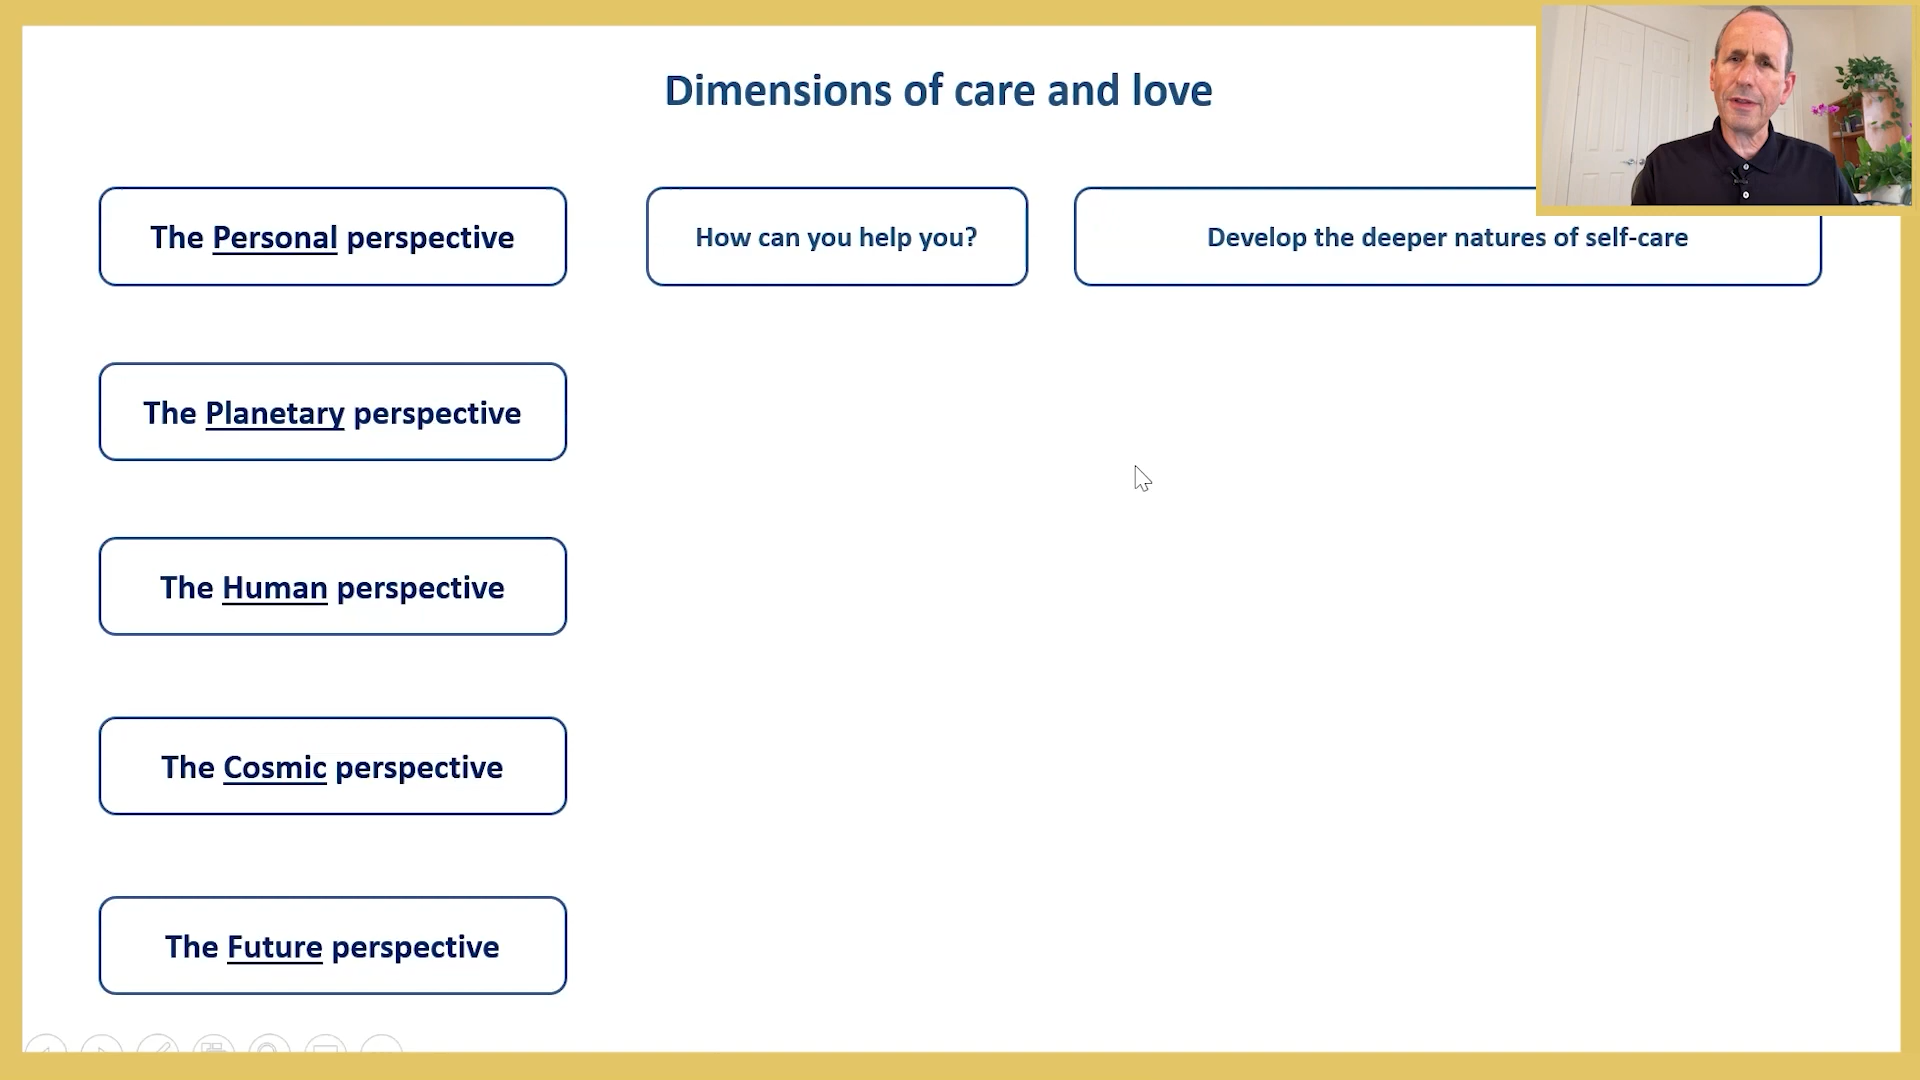 Dimensions of care and love
The Personal perspective
How can you help you?
Develop the deeper natures of self-care
The Planetary perspective
The Human perspective
The Cosmic perspective
The Future perspective